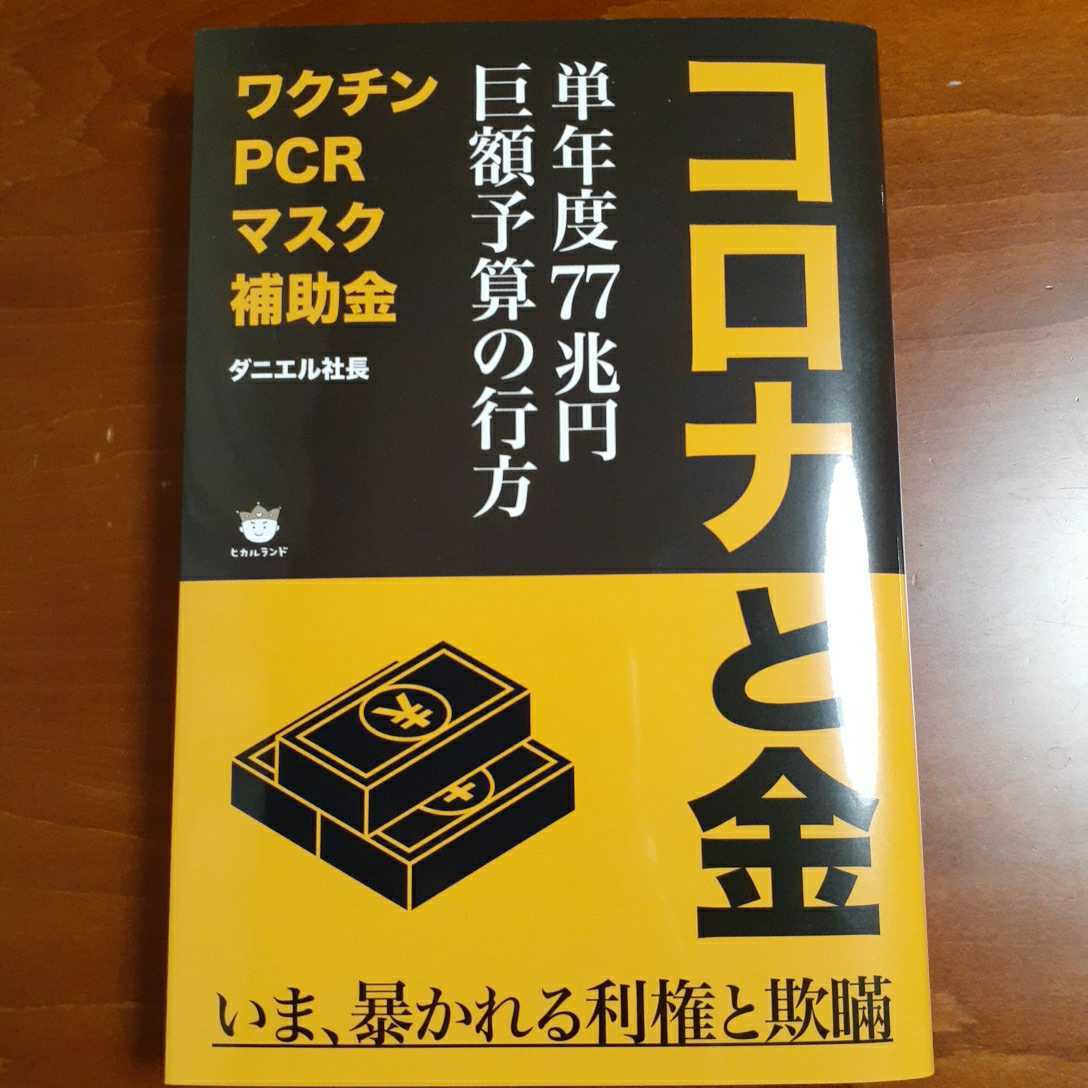 コロナと金
単年度77兆円
巨額予算の行方
ワクチン
PCR
マスク
補助金
ダニエル社長
ヒカルランド
いま、暴かれる利権と欺瞞